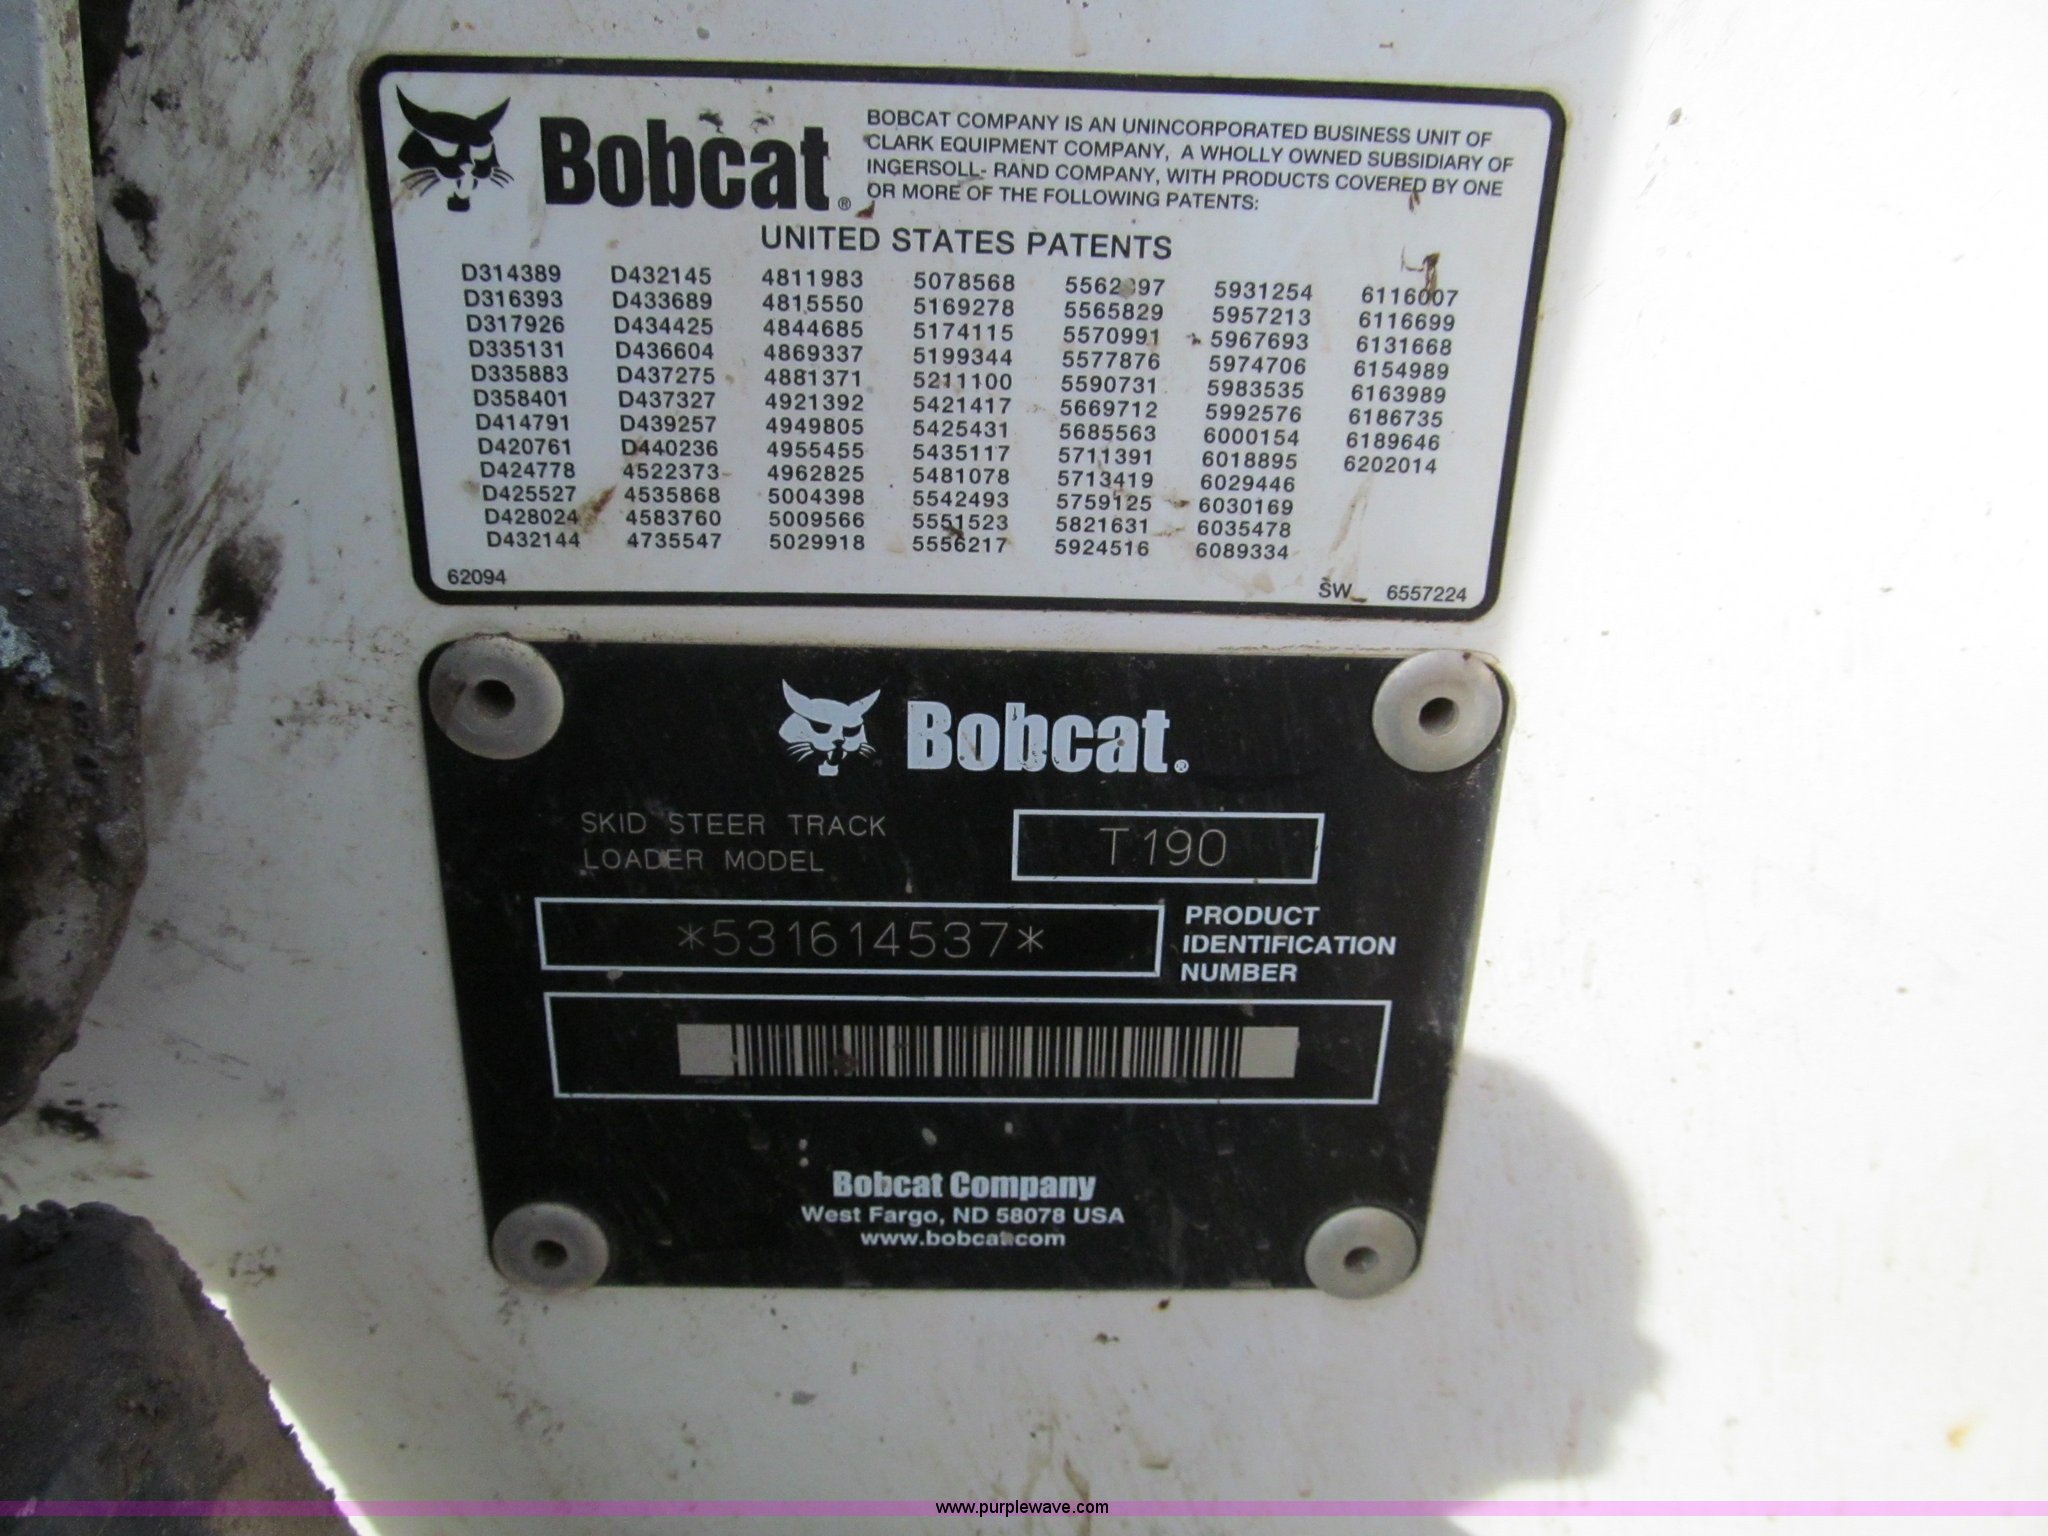 Bobcat®
BOBCAT COMPANY IS AN UNINCORPORATED BUSINESS UNIT OF
CLARK EQUIPMENT COMPANY, A WHOLLY OWNED SUBSIDIARY OF
INGERSOLL- RAND COMPANY, WITH PRODUCTS COVERED BY ONE
OR MORE OF THE FOLLOWING PATENTS:
UNITED STATES PATENTS
D314389 D432145 4811983 5078568 5931254 6116007
D316393 D433689 4815550 5169278 5565829 5957213 6116699
D317926 D434425 4844685 5174115 5570991 5967693 6131668
D335131 D436604 4869337 5199344 5577876 5974706 6154989
D335883 D437275 4881371 5211100 5590731 5983535 6163989
D358401 D437327 4921392 5421417 5669712 5992576 6186735
D414791 D439257 4949805 5425431 5685563 6000154 6189646
D420761 D440236 4955455 5435117 5711391 6018895 6202014
D424778 4522373 4962825 5481078 5713419 6029446
D425527 4535868 5004398 5542493 5759125 6030169
D428024 4583760 5009566 5551523 5821631 6035478
D432144 4735547 5029918 5556217 5924516 6089334
62094 SW 6557224
Bobcat®
SKID STEER TRACK
LOADER MODEL
T190
*531614537*
PRODUCT
IDENTIFICATION
NUMBER
Bobcat Company
West Fargo, ND 58078 USA
www.bobcat.com
www.purplewave.com